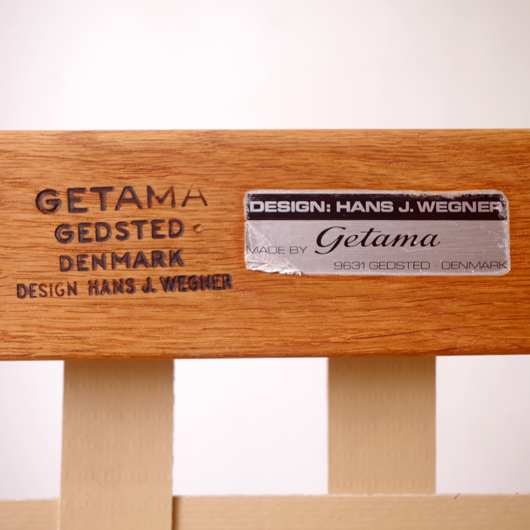 GETAMA
GEDSTED
DENMARK
DESIGN HANS J. WEGNER
DESIGN: HANS J. WEGNER
MADE BY Getama
9631 GEDSTED DENMARK